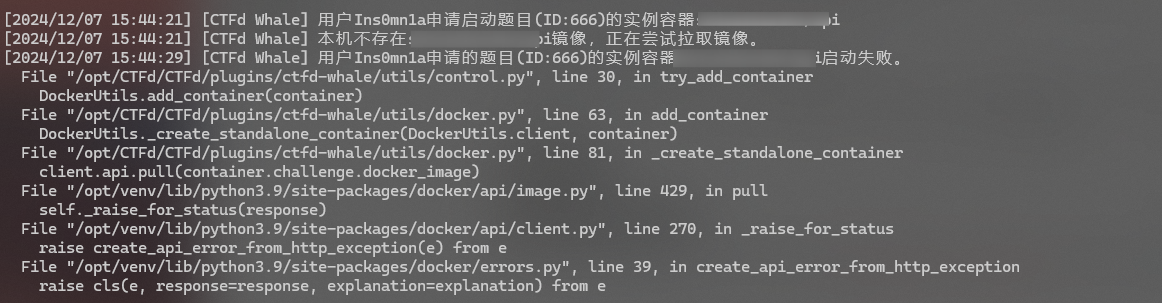 [2024/12/07 15:44:21] [CTFd Whale] 用户Ins0mn1a申请启动题目(ID:666)的实例容器
[2024/12/07 15:44:21] [CTFd Whale] 本机不存在 镜像，正在尝试拉取镜像。
[2024/12/07 15:44:29] [CTFd Whale] 用户Ins0mn1a申请的题目(ID:666)的实例容器 启动失败。
File "/opt/CTFd/CTFd/plugins/ctfd-whale/utils/control.py", line 30, in try_add_container
DockerUtils.add_container(container)
File "/opt/CTFd/CTFd/plugins/ctfd-whale/utils/docker.py", line 63, in add_container
DockerUtils._create_standalone_container(DockerUtils.client, container)
File "/opt/CTFd/CTFd/plugins/ctfd-whale/utils/docker.py", line 81, in _create_standalone_container
client.api.pull(container.challenge.docker_image)
File "/opt/venv/lib/python3.9/site-packages/docker/api/image.py", line 429, in pull
self._raise_for_status(response)
File "/opt/venv/lib/python3.9/site-packages/docker/api/client.py", line 270, in _raise_for_status
raise create_api_error_from_http_exception(e) from e
File "/opt/venv/lib/python3.9/site-packages/docker/errors.py", line 39, in create_api_error_from_http_exception
raise cls(e, response=response, explanation=explanation) from e